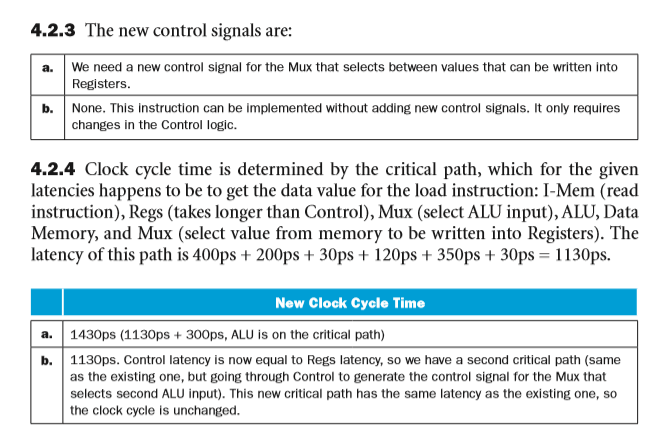 4.2.3 The new control signals are:
a. We need a new control signal for the Mux that selects between values that can be written into
Registers.
b. None. This instruction can be implemented without adding new control signals. It only requires
changes in the Control logic.
4.2.4 Clock cycle time is determined by the critical path, which for the given
latencies happens to be to get the data value for the load instruction: I-Mem (read
instruction), Regs (takes longer than Control), Mux (select ALU input), ALU, Data
Memory, and Mux (select value from memory to be written into Registers). The
latency of this path is 400ps + 200ps + 30ps + 120ps + 350ps + 30ps = 1130ps.
New Clock Cycle Time
a. 1430ps (1130ps + 300ps, ALU is on the critical path)
b. 1130ps. Control latency is now equal to Regs latency, so we have a second critical path (same
as the existing one, but going through Control to generate the control signal for the Mux that
selects second ALU input). This new critical path has the same latency as the existing one, so
the clock cycle is unchanged.